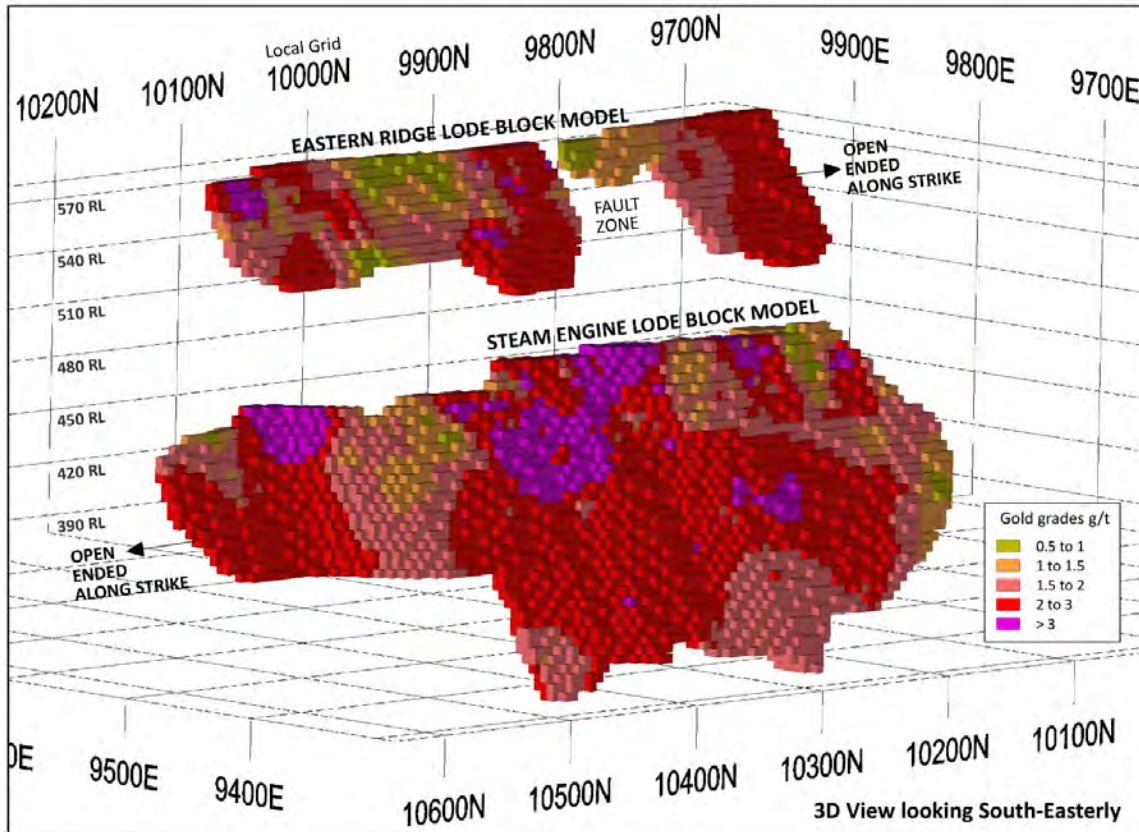 Local Grid
10200N
10100N
10000N
9900N
9800N
9700N
9900E
9800E
9700E
EASTERN RIDGE LODE BLOCK MODEL
OPEN
ENDED
ALONG STRIKE
FAULT
ZONE
570 RL
540 RL
510 RL
480 RL
450 RL
420 RL
390 RL
STEAM ENGINE LODE BLOCK MODEL
OPEN
ENDED
ALONG STRIKE
Gold grades g/t
0.5 to 1
1 to 1.5
1.5 to 2
2 to 3
> 3
0E
9500E
9400E
10600N
10500N
10400N
10300N
10200N
10100N
3D View looking South-Easterly